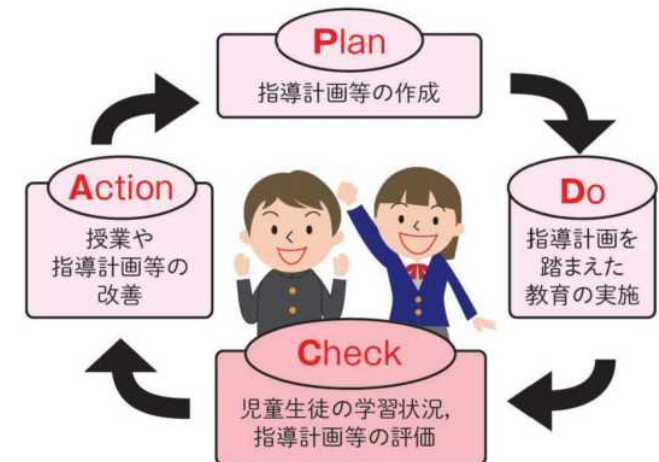 Plan
指導計画等の作成
Do
指導計画を
踏まえた
教育の実施
Check
児童生徒の学習状況,
指導計画等の評価
Action
授業や
指導計画等の
改善